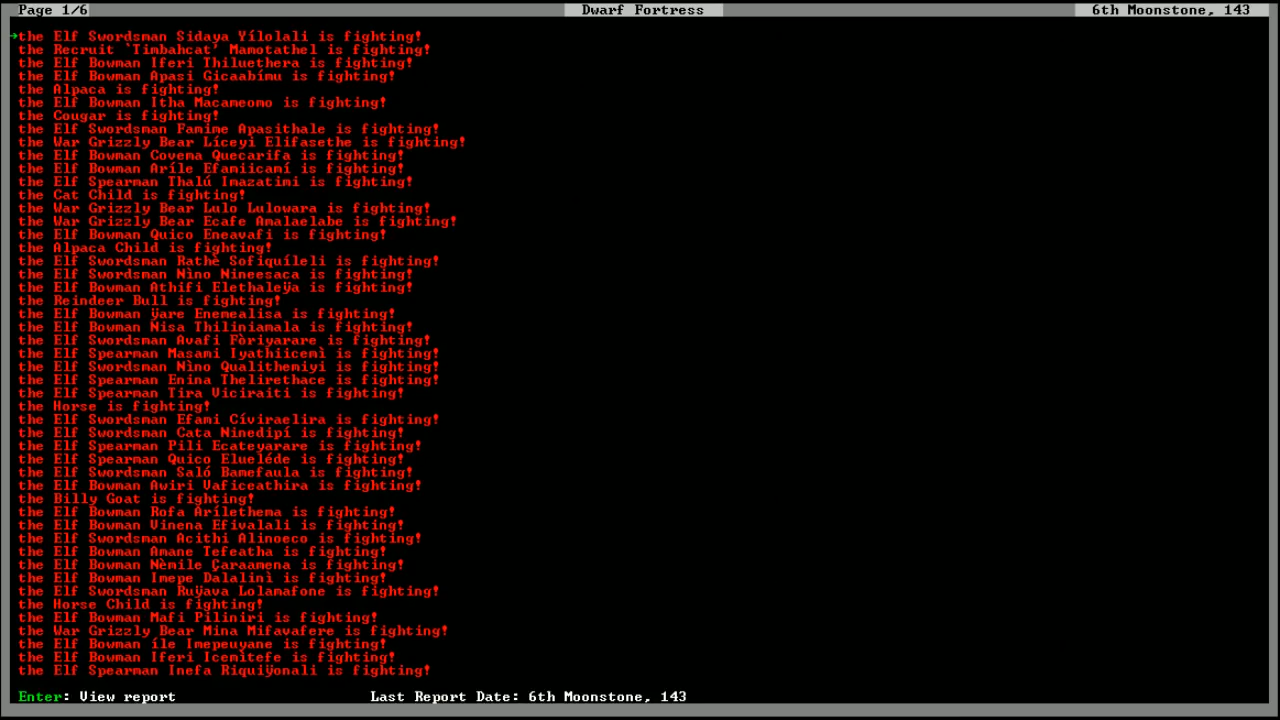 Page 1/6 Dwarf Fortress 6th Moonstone, 143
the Elf Swordsman Sidaya Yílolali is fighting!
the Recruit `Timbahcat' Mamotathel is fighting!
the Elf Bowman Iferi Thiluethera is fighting!
the Elf Bowman Apasi Gicaabímu is fighting!
the Alpaca is fighting!
the Elf Bowman Itha Macameomo is fighting!
the Cougar is fighting!
the Elf Swordsman Famime Apasithale is fighting!
the War Grizzly Bear Líceyi Elifasethe is fighting!
the Elf Bowman Covema Quecarifa is fighting!
the Elf Bowman Aríle Efamiicamí is fighting!
the Elf Spearman Thalú Imazatimi is fighting!
the Cat Child is fighting!
the War Grizzly Bear Lulo Lulowara is fighting!
the War Grizzly Bear Ecafe Amalaelabe is fighting!
the Elf Bowman Quico Eneavafi is fighting!
the Alpaca Child is fighting!
the Elf Swordsman Rathè Sofiquíleli is fighting!
the Elf Swordsman Nìno Nineesaca is fighting!
the Elf Bowman Athifi Elethaleÿa is fighting!
the Reindeer Bull is fighting!
the Elf Bowman ÿare Enemealisa is fighting!
the Elf Bowman Nisa Thiliniamala is fighting!
the Elf Swordsman Avafi Fòriyarare is fighting!
the Elf Spearman Masami Iyathiicemì is fighting!
the Elf Swordsman Nìno Qualithemiyi is fighting!
the Elf Spearman Enina Thelirethace is fighting!
the Elf Spearman Tira Viciraiti is fighting!
the Horse is fighting!
the Elf Swordsman Efami Cíviraelira is fighting!
the Elf Swordsman Cata Ninedipí is fighting!
the Elf Spearman Pili Ecateyarare is fighting!
the Elf Spearman Quico Elueléde is fighting!
the Elf Swordsman Saló Bamefaula is fighting!
the Elf Bowman Awiri Vaficeathira is fighting!
the Billy Goat is fighting!
the Elf Bowman Rofa Arílethema is fighting!
the Elf Bowman Vinena Efivalali is fighting!
the Elf Swordsman Acithi Alinoeco is fighting!
the Elf Bowman Amane Tefeatha is fighting!
the Elf Bowman Nèmile Çaraamena is fighting!
the Elf Bowman Imepe Dalalinì is fighting!
the Elf Swordsman Ruÿava Lolamafone is fighting!
the Horse Child is fighting!
the Elf Bowman Mafi Piliniri is fighting!
the War Grizzly Bear Mina Mifavafere is fighting!
the Elf Bowman íle Imepeuyane is fighting!
the Elf Bowman Iferi Icemìtefe is fighting!
the Elf Spearman Inefa Riquiÿonali is fighting!
Enter: View report Last Report Date: 6th Moonstone, 143